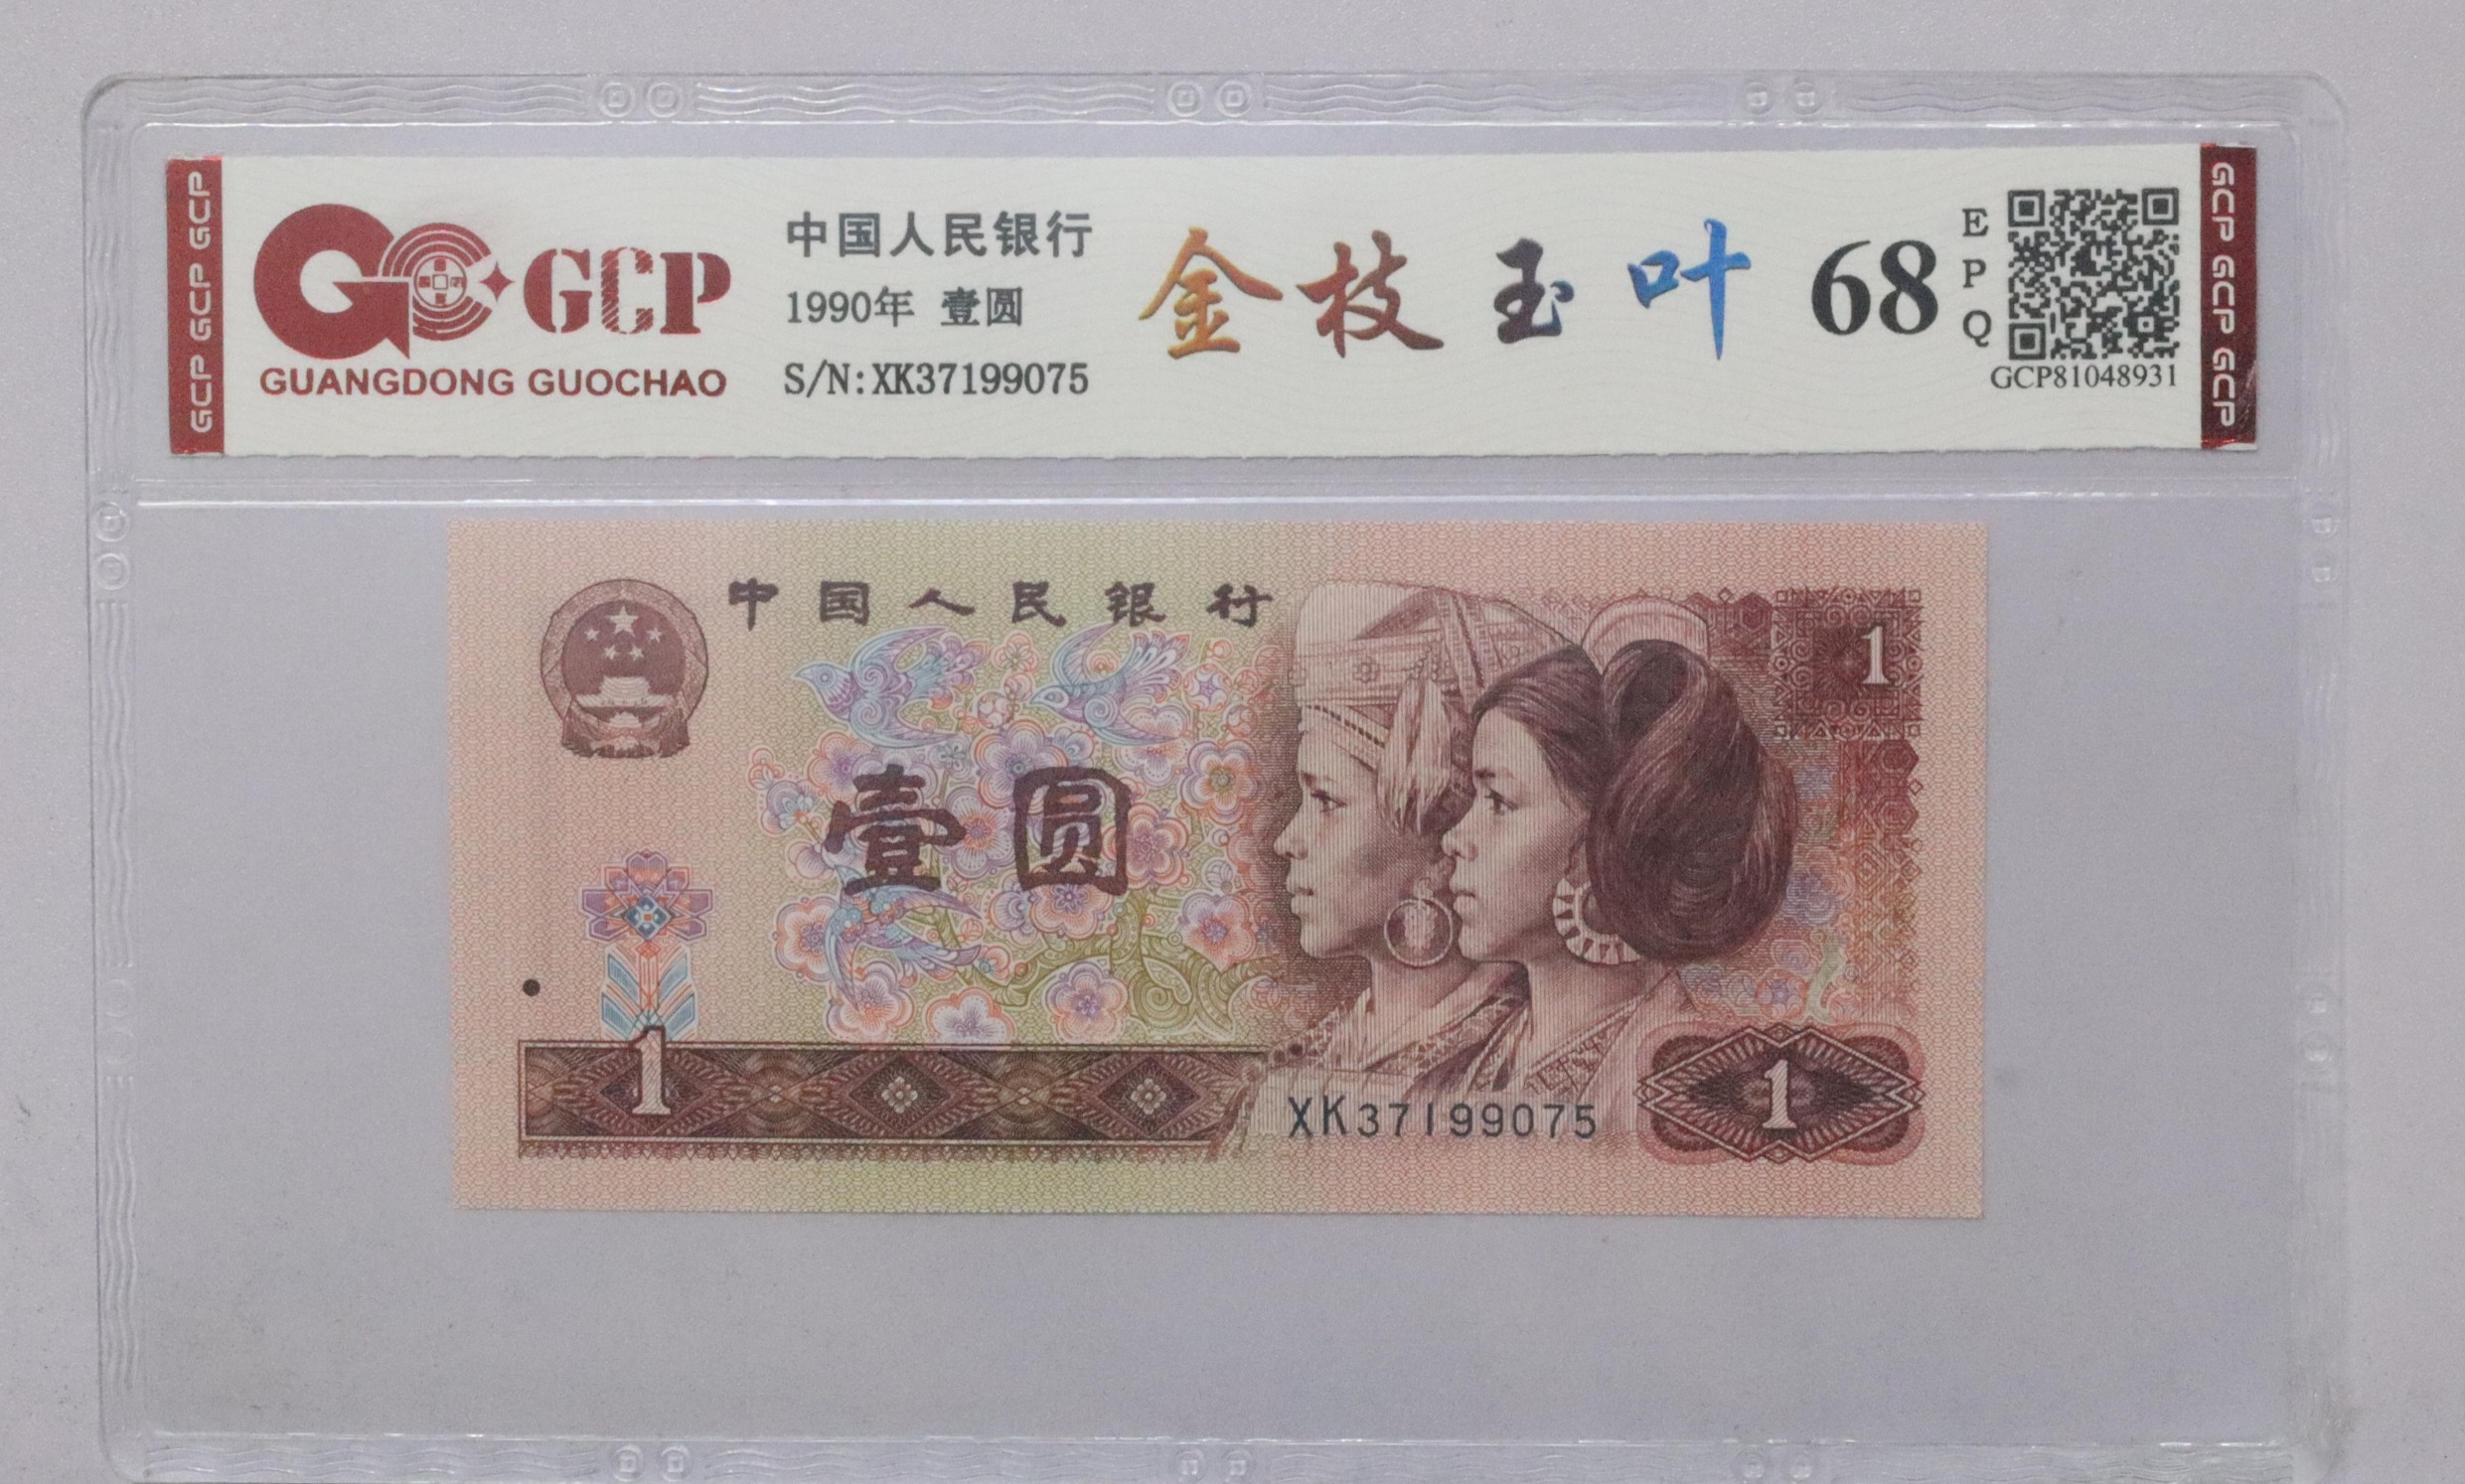 GCP GCP GCP
GCP
GUANGDONG GUOCHAO
中国人民银行
1990年 壹圆
S/N:XK37199075
金枝玉叶
68
EPQ
GCP81048931
GCP GCP GCP
中国人民银行
1
壹圆
1
XK37199075
1